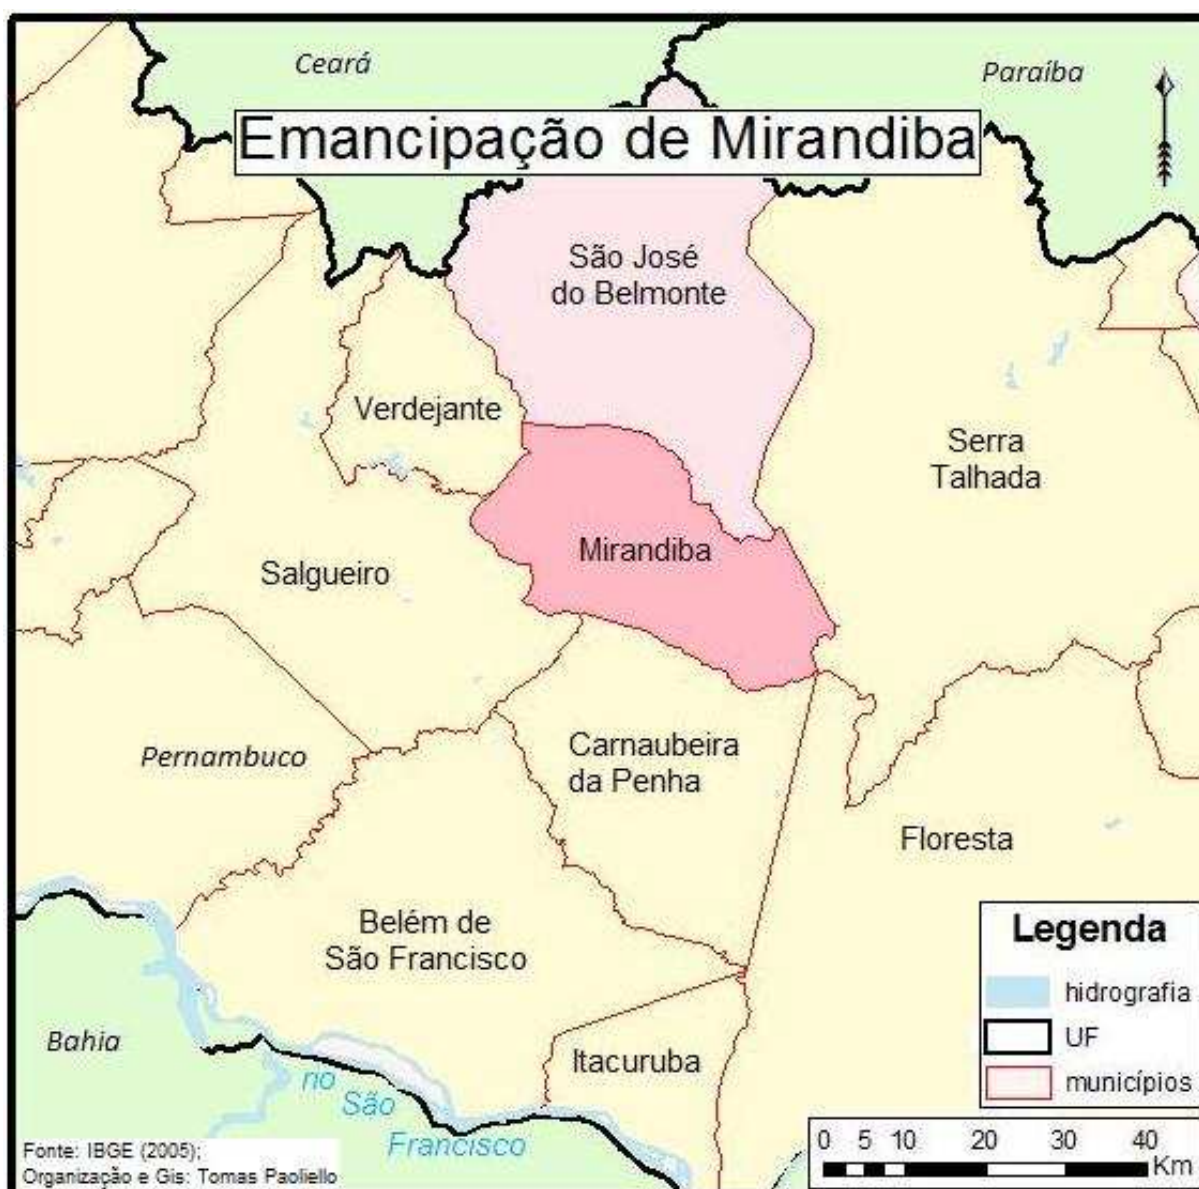 Ceará
Paraíba
Emancipação de Mirandiba
São José
do Belmonte
Verdejante
Serra
Talhada
Mirandiba
Salgueiro
Carnaubeira
da Penha
Pernambuco
Floresta
Belém de
São Francisco
Legenda
hidrografia
UF
municípios
Bahia
Itacuruba
rio São
Francisco
0 5 10 20 30 40
Km
Fonte: IBGE (2005);
Organização e Gis: Tomas Paoliello